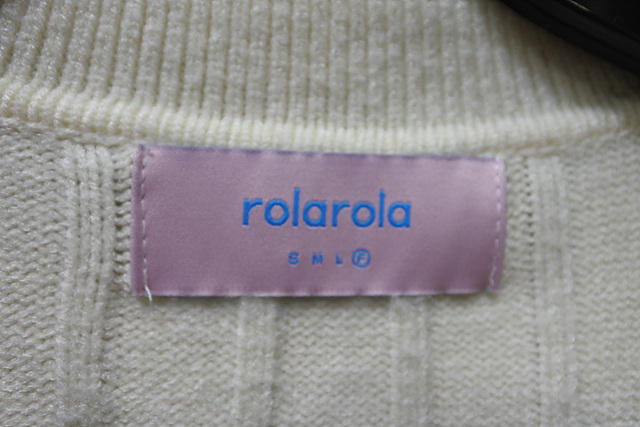 rolarola
S M L Ⓕ